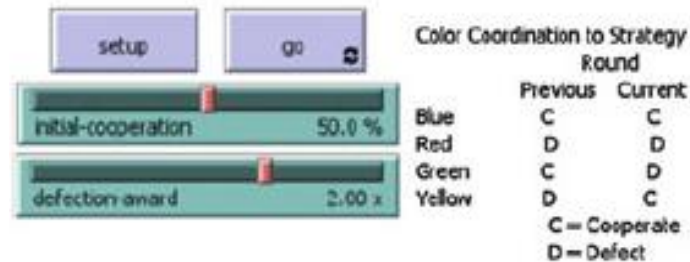 setup
go
initial-cooperation 50.0 %
defection-award 2.00 x
Color Coordination to Strategy
Round
Previous Current
Blue C C
Red D D
Green C D
Yellow D C
C = Cooperate
D = Defect